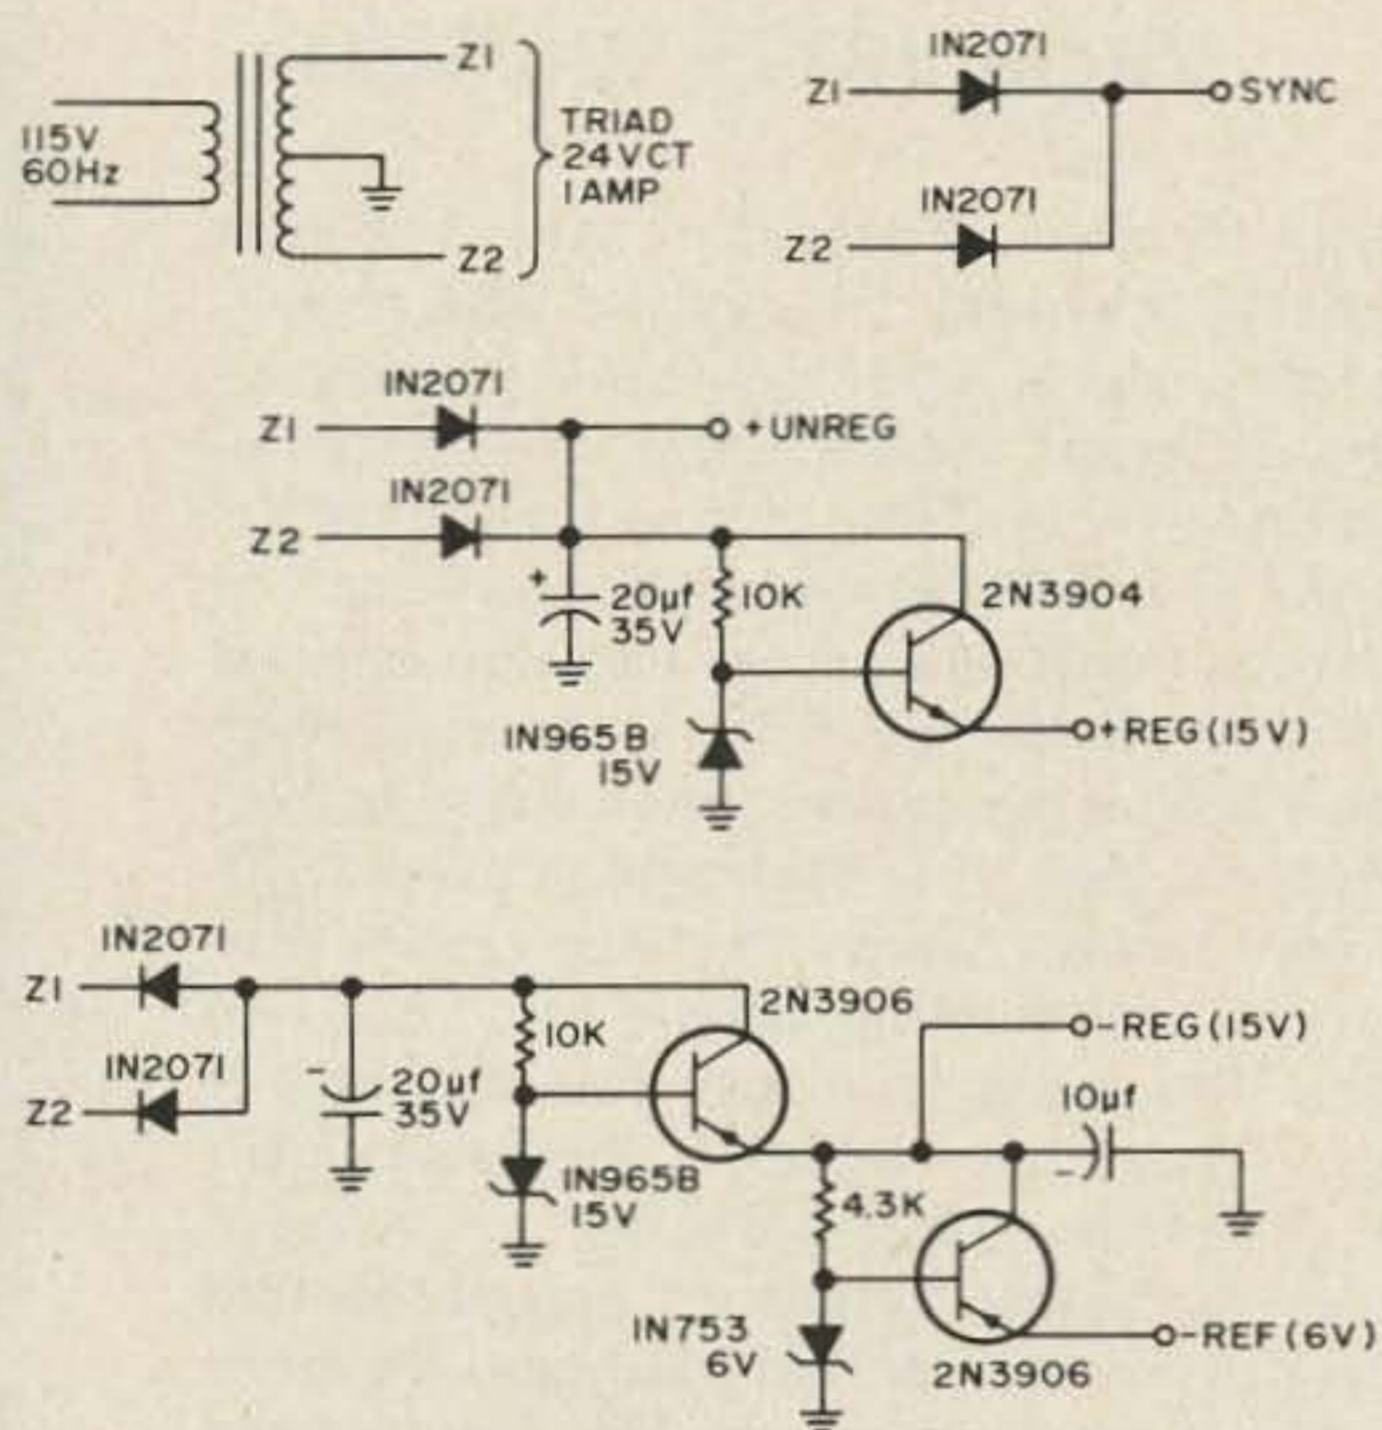 115V
60Hz
Z1
Z2
TRIAD
24VCT
1 AMP
1N2071
Z1
SYNC
1N2071
Z2
1N2071
Z1
+ UNREG
1N2071
Z2
+
20µf
35V
10K
2N3904
1N965B
15V
+REG (15V)
1N2071
Z1
1N2071
Z2
-
20µf
35V
10K
2N3906
-REG (15V)
10µf
-
1N965B
15V
4.3K
1N753
6V
-REF (6V)
2N3906